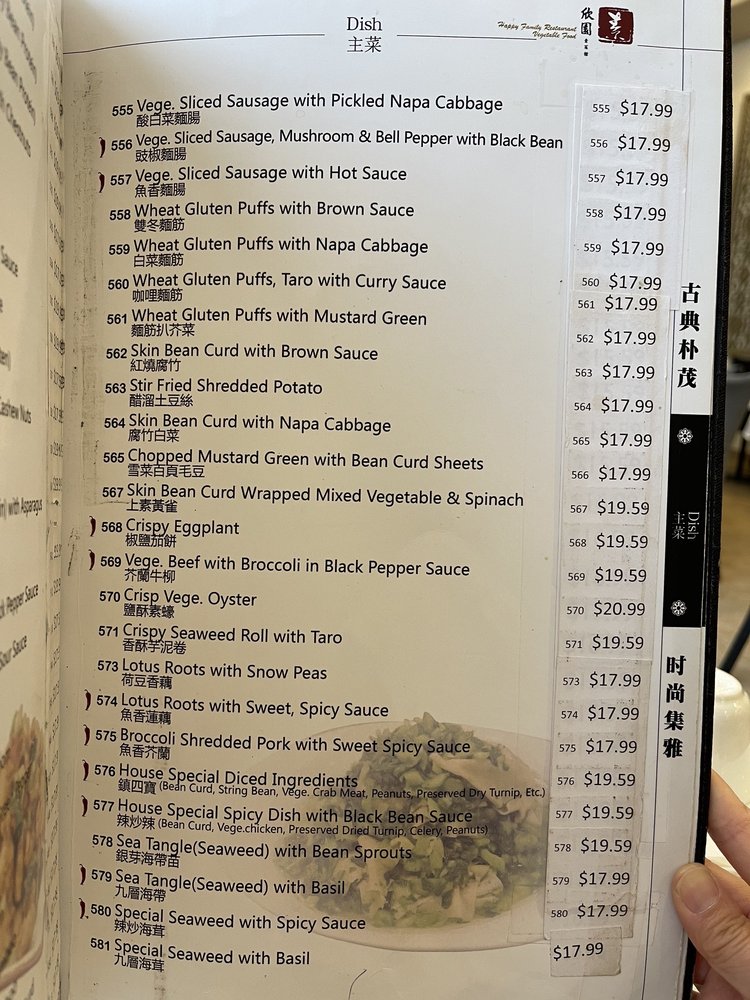 Dish
主菜
Happy Family Restaurant
Vegetable Food
欣園
素
555 Vege. Sliced Sausage with Pickled Napa Cabbage 555 $17.99
酸白菜麵腸
556 Vege. Sliced Sausage, Mushroom & Bell Pepper with Black Bean 556 $17.99
豉椒麵腸
557 Vege. Sliced Sausage with Hot Sauce 557 $17.99
魚香麵腸
558 Wheat Gluten Puffs with Brown Sauce 558 $17.99
雙冬麵筋
559 Wheat Gluten Puffs with Napa Cabbage 559 $17.99
白菜麵筋
560 Wheat Gluten Puffs, Taro with Curry Sauce 560 $17.99
咖哩麵筋
561 Wheat Gluten Puffs with Mustard Green 561 $17.99
麵筋扒芥菜
562 Skin Bean Curd with Brown Sauce 562 $17.99
紅燒腐竹
563 Stir Fried Shredded Potato 563 $17.99
醋溜土豆絲
564 Skin Bean Curd with Napa Cabbage 564 $17.99
腐竹白菜
565 Chopped Mustard Green with Bean Curd Sheets 565 $17.99
雪菜百頁毛豆
566 $17.99
567 Skin Bean Curd Wrapped Mixed Vegetable & Spinach 567 $19.59
上素黃雀
568 Crispy Eggplant 568 $19.59
椒鹽茄餅
569 Vege. Beef with Broccoli in Black Pepper Sauce 569 $19.59
芥蘭牛柳
570 Crisp Vege. Oyster 570 $20.99
鹽酥素蠔
571 Crispy Seaweed Roll with Taro 571 $19.59
香酥芋泥卷
573 Lotus Roots with Snow Peas 573 $17.99
荷豆香藕
574 Lotus Roots with Sweet, Spicy Sauce 574 $17.99
魚香蓮藕
575 Broccoli Shredded Pork with Sweet Spicy Sauce 575 $17.99
魚香芥蘭
576 House Special Diced Ingredients 576 $19.59
鎮四寶 (Bean Curd, String Bean, Vege. Crab Meat, Peanuts, Preserved Dry Turnip, Etc.)
577 House Special Spicy Dish with Black Bean Sauce 577 $19.59
辣炒辣 (Bean Curd, Vege.chicken, Preserved Dried Turnip, Celery, Peanuts)
578 Sea Tangle(Seaweed) with Bean Sprouts 578 $19.59
銀芽海帶苗
579 Sea Tangle(Seaweed) with Basil 579 $17.99
九層海帶
580 Special Seaweed with Spicy Sauce 580 $17.99
辣炒海茸
581 Special Seaweed with Basil $17.99
九層海茸
古典朴茂
Dish
主菜
时尚集雅
Sauce
Cashew Nuts
with Asparagus
Pepper Sauce
Sour Sauce